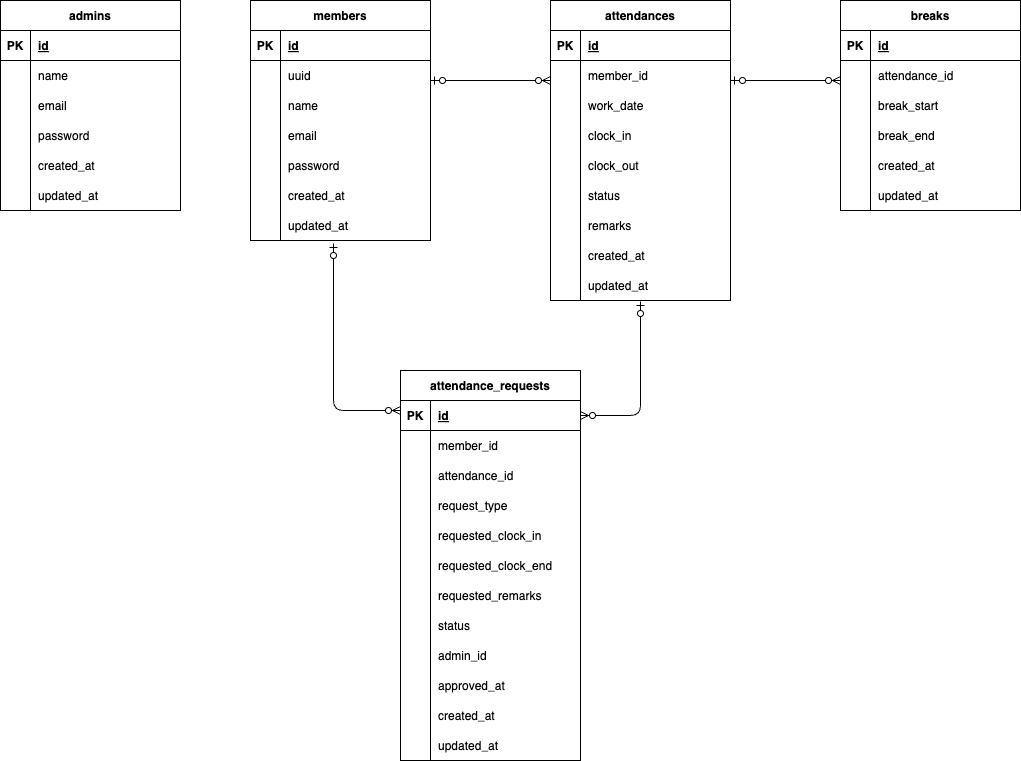 admins
PK id
name
email
password
created_at
updated_at
members
PK id
uuid
name
email
password
created_at
updated_at
attendances
PK id
member_id
work_date
clock_in
clock_out
status
remarks
created_at
updated_at
breaks
PK id
attendance_id
break_start
break_end
created_at
updated_at
attendance_requests
PK id
member_id
attendance_id
request_type
requested_clock_in
requested_clock_end
requested_remarks
status
admin_id
approved_at
created_at
updated_at